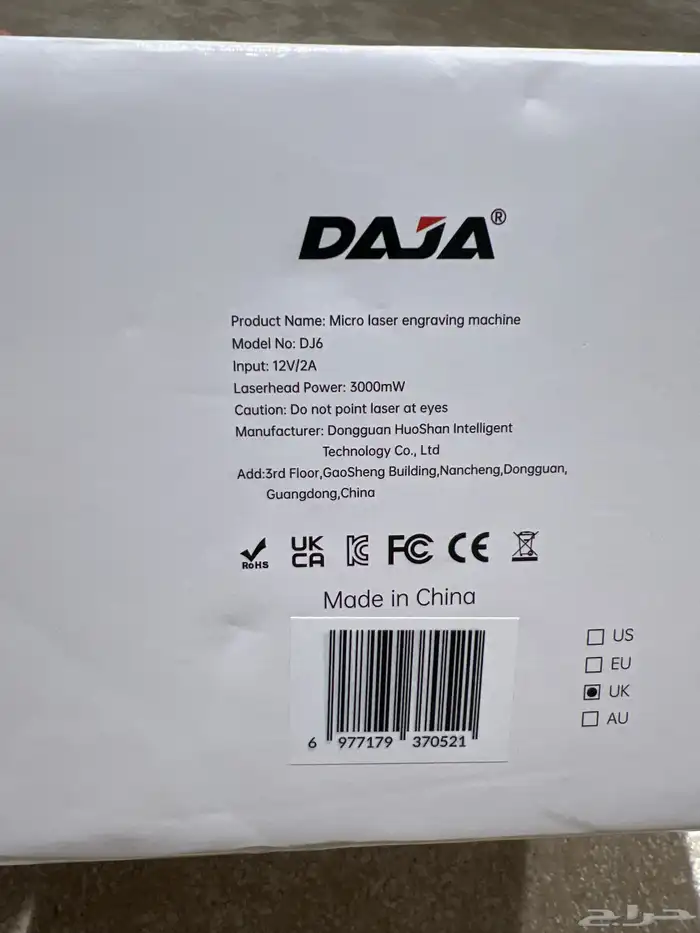 DAJA®
Product Name: Micro laser engraving machine
Model No: DJ6
Input: 12V/2A
Laserhead Power: 3000mW
Caution: Do not point laser at eyes
Manufacturer: Dongguan HuoShan Intelligent
Technology Co., Ltd
Add:3rd Floor,GaoSheng Building,Nancheng,Dongguan,
Guangdong,China
RoHS UK CA FC CE
Made in China
6 977179 370521
US
EU
UK
AU
حراج